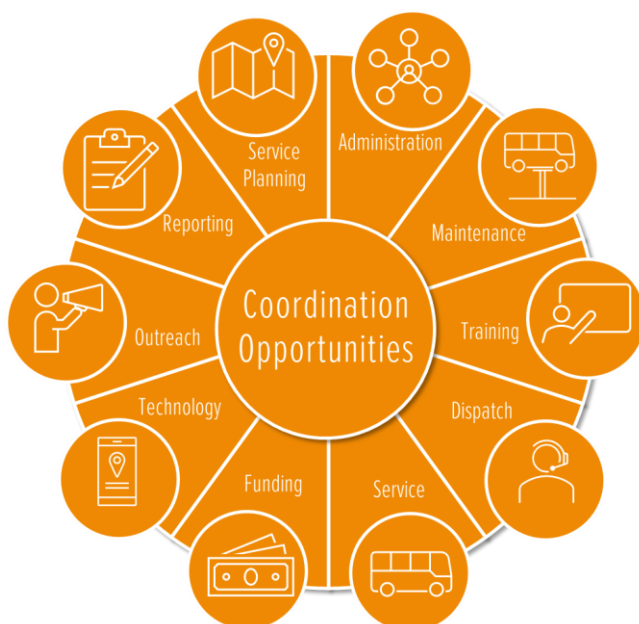 Coordination
Opportunities
Administration
Maintenance
Training
Dispatch
Service
Funding
Technology
Outreach
Reporting
Service
Planning